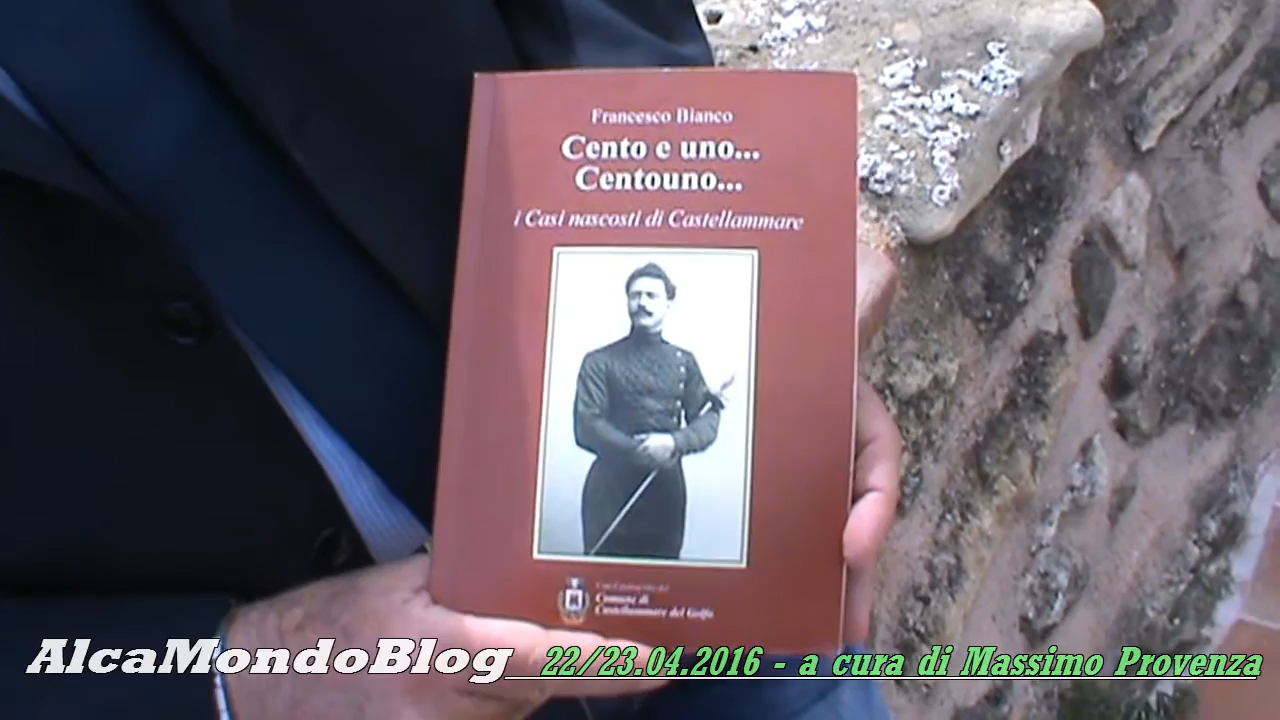 Francesco Bianco
Cento e uno...
Centouno...
i Casi nascosti di Castellammare
Comune di
Castellammare del Golfo
AlcaMondoBlog 22/23.04.2016 - a cura di Massimo Provenza